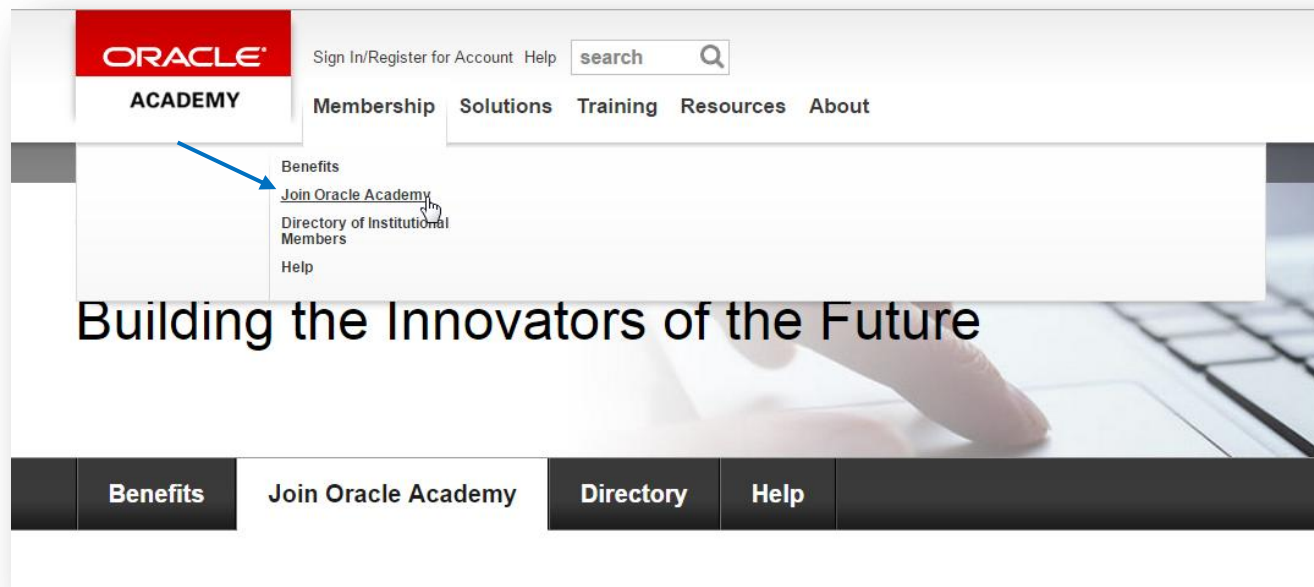 ORACLE®
ACADEMY
Sign In/Register for Account Help search
Membership Solutions Training Resources About
Benefits
Join Oracle Academy
Directory of Institutional
Members
Help
Building the Innovators of the Future
Benefits Join Oracle Academy Directory Help